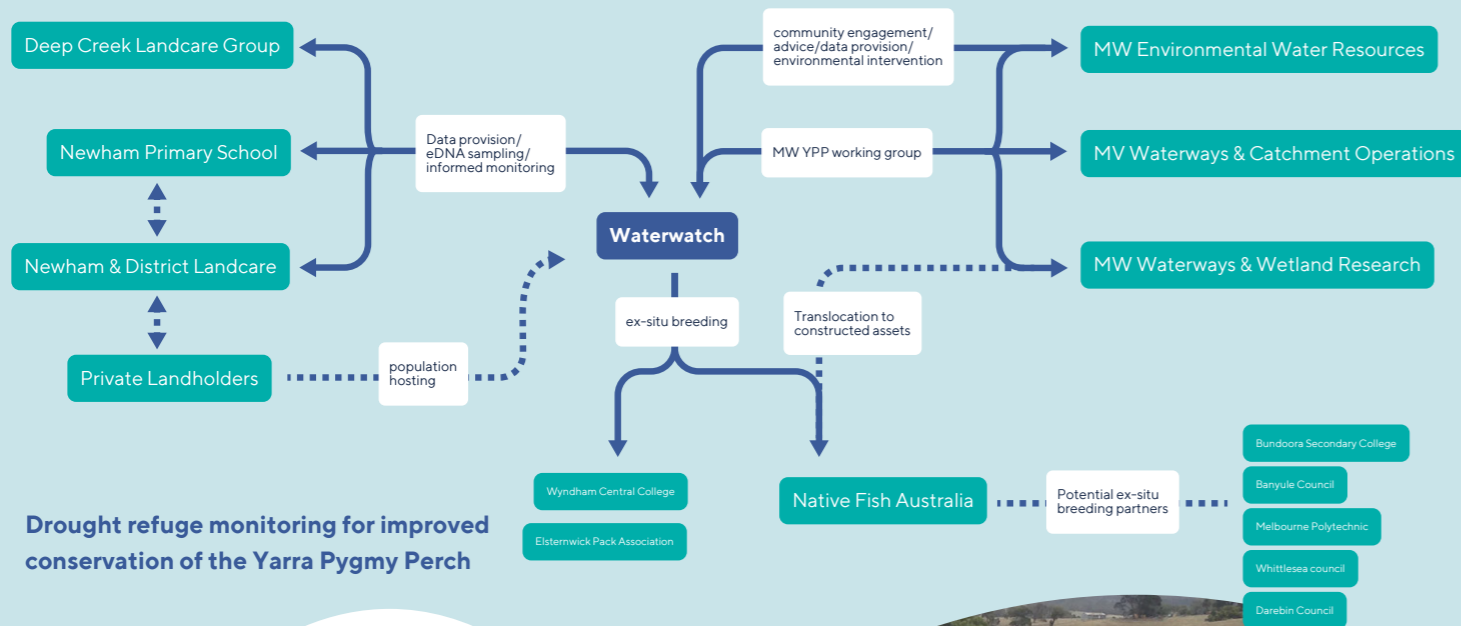 Deep Creek Landcare Group
community engagement/
advice/data provision/
environmental intervention
MW Environmental Water Resources
Newham Primary School
Data provision/
eDNA sampling/
informed monitoring
MW YPP working group
MV Waterways & Catchment Operations
Waterwatch
Newham & District Landcare
MW Waterways & Wetland Research
ex-situ breeding
Translocation to
constructed assets
Private Landholders
population
hosting
Bundoora Secondary College
Banyule Council
Wyndham Central College
Native Fish Australia
Potential ex-situ
breeding partners
Melbourne Polytechnic
Elsternwick Pack Association
Whittlesea council
Darebin Council
Drought refuge monitoring for improved
conservation of the Yarra Pygmy Perch